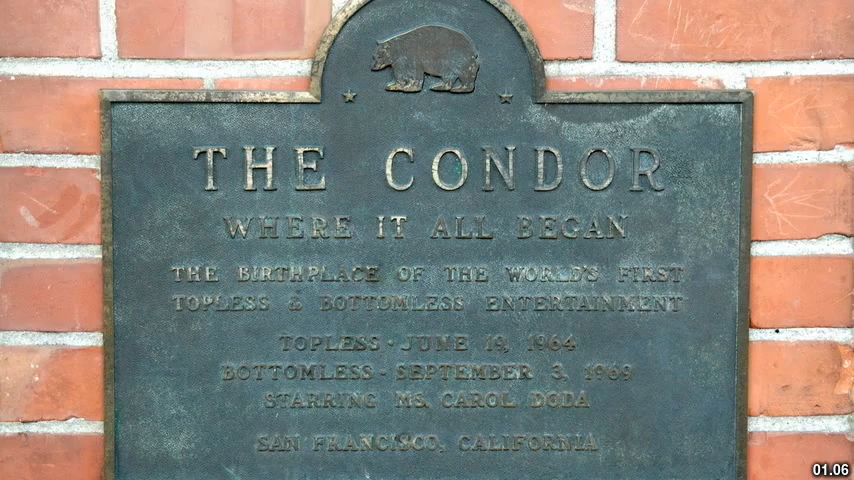 THE CONDOR
WHERE IT ALL BEGAN
THE BIRTHPLACE OF THE WORLD'S FIRST
TOPLESS & BOTTOMLESS ENTERTAINMENT
TOPLESS - JUNE 19, 1964
BOTTOMLESS - SEPTEMBER 3, 1969
STARRING MS. CAROL DODA
SAN FRANCISCO, CALIFORNIA
01.06